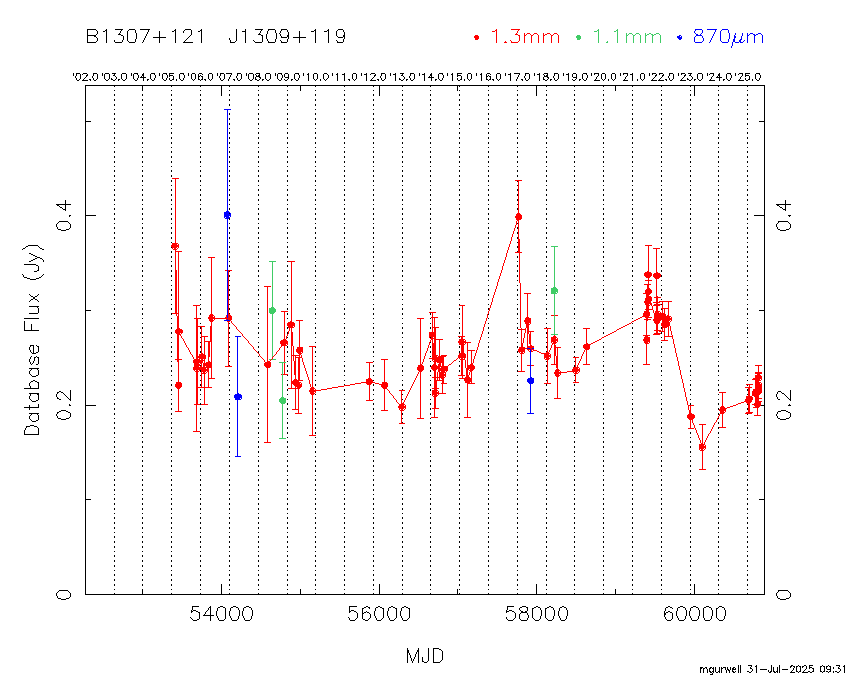 B1307+121 J1309+119 1.3mm 1.1mm 870μm
'02.0 '03.0 '04.0 '05.0 '06.0 '07.0 '08.0 '09.0 '10.0 '11.0 '12.0 '13.0 '14.0 '15.0 '16.0 '17.0 '18.0 '19.0 '20.0 '21.0 '22.0 '23.0 '24.0 '25.0
0.4 0.4
Database Flux (Jy)
0.2 0.2
0 0
54000 56000 58000 60000
MJD
mgurwell 31-Jul-2025 09:31